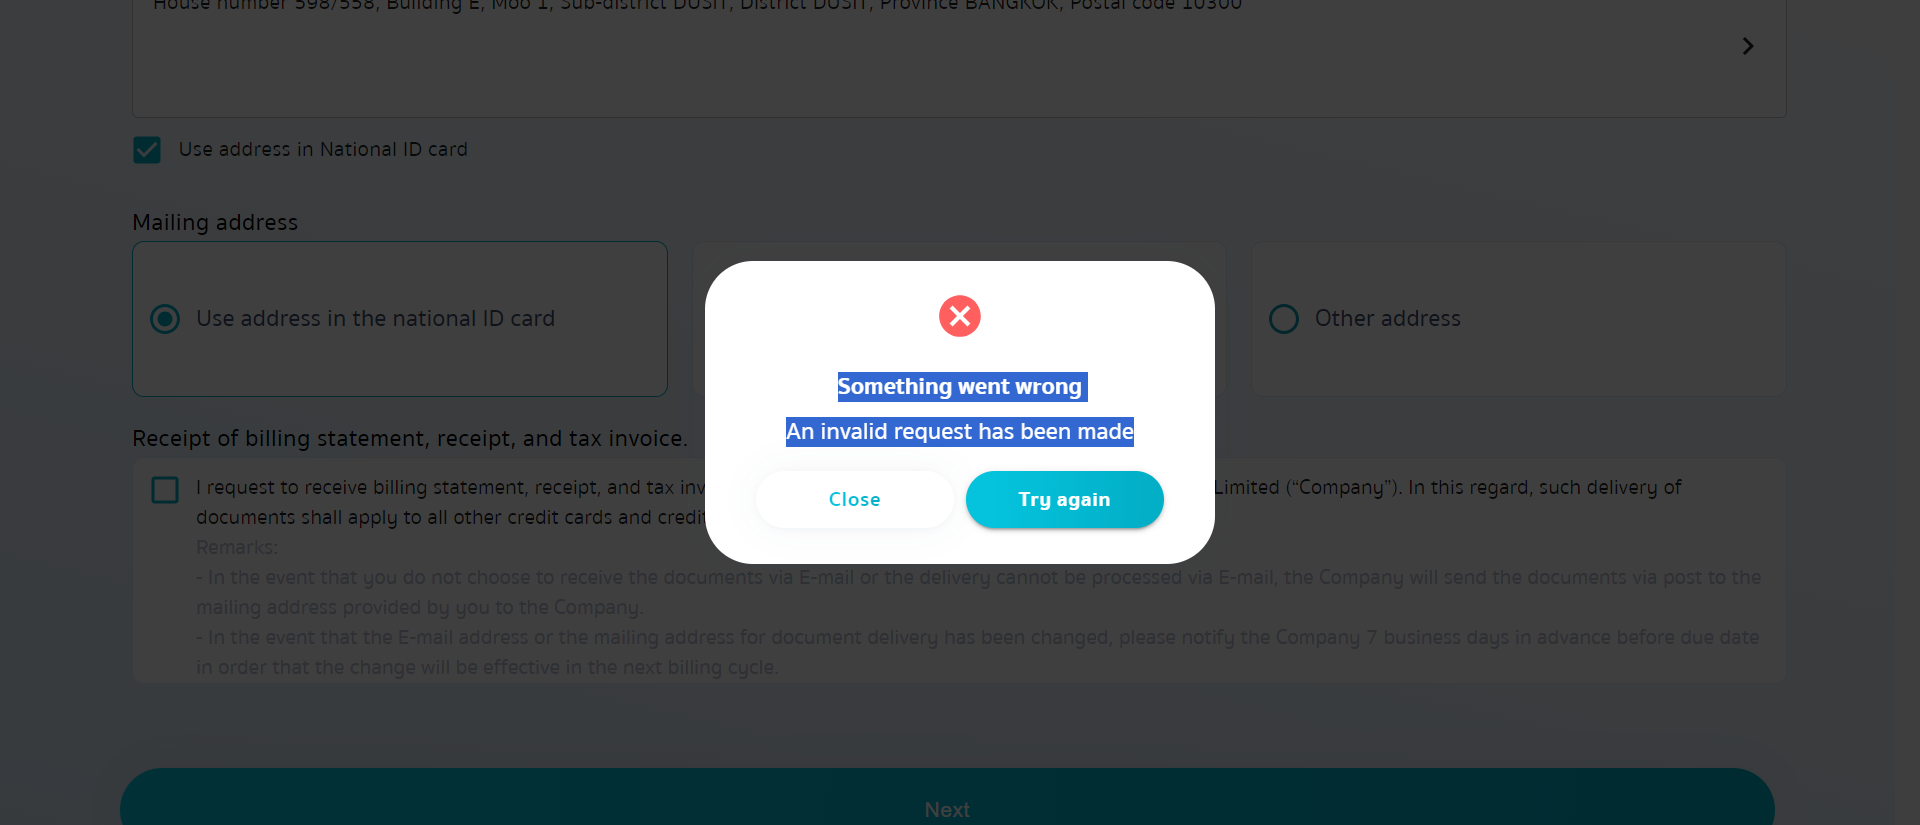 House number 598/558, Building E, Moo 1, Sub-district DUSIT, District DUSIT, Province BANGKOK, Postal code 10300
Use address in National ID card
Mailing address
Use address in the national ID card
Other address
Something went wrong
An invalid request has been made
Close
Try again
Receipt of billing statement, receipt, and tax invoice.
I request to receive billing statement, receipt, and tax inv
Limited (“Company”). In this regard, such delivery of
documents shall apply to all other credit cards and credi
Remarks:
- In the event that you do not choose to receive the documents via E-mail or the delivery cannot be processed via E-mail, the Company will send the documents via post to the
mailing address provided by you to the Company.
- In the event that the E-mail address or the mailing address for document delivery has been changed, please notify the Company 7 business days in advance before due date
in order that the change will be effective in the next billing cycle.
Next